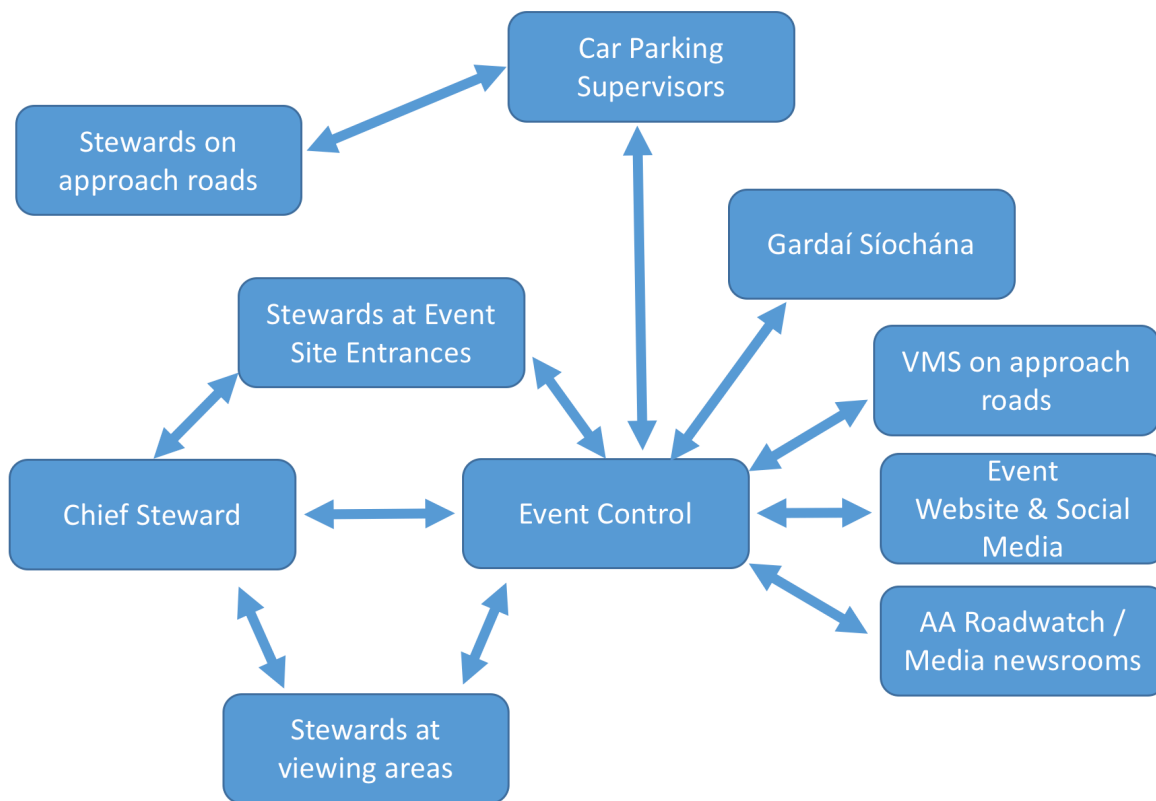 Car Parking
Supervisors
Stewards on
approach roads
Gardaí Síochána
Stewards at Event
Site Entrances
VMS on approach
roads
Chief Steward
Event Control
Event
Website & Social
Media
AA Roadwatch /
Media newsrooms
Stewards at
viewing areas